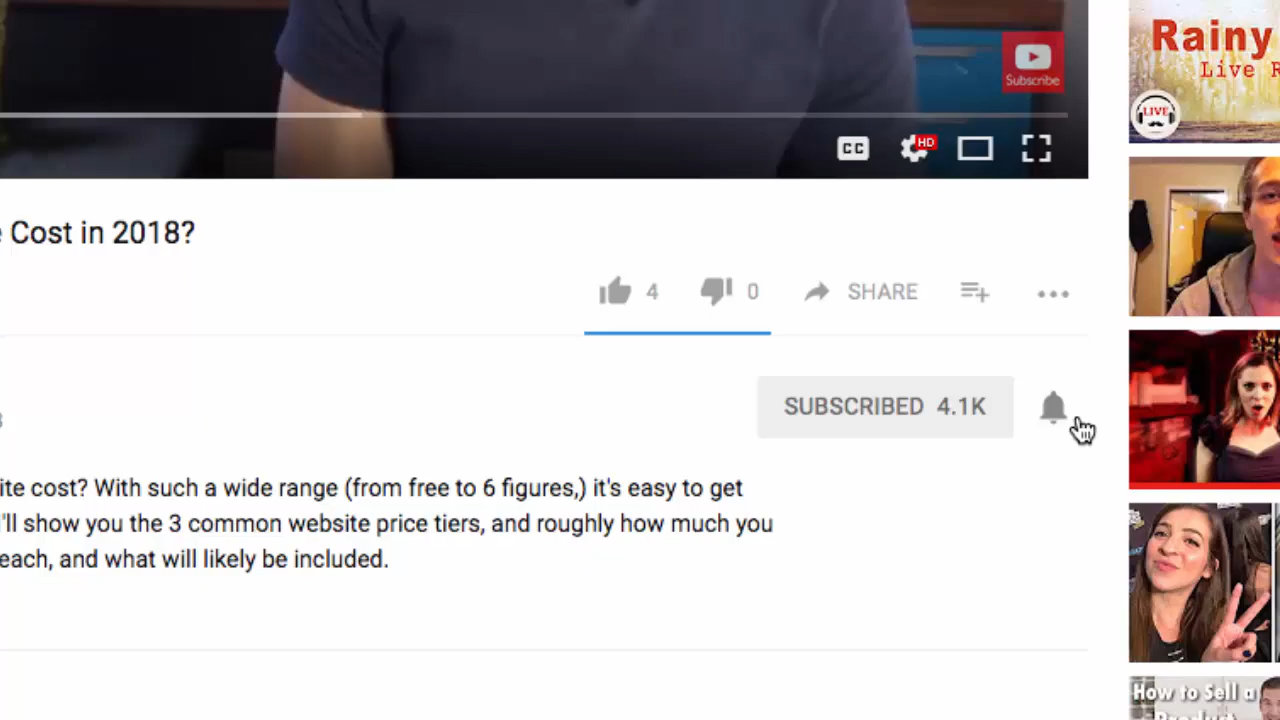 Rainy
Live R
LIVE
Subscribe
CC
HD
Cost in 2018?
4
0
SHARE
SUBSCRIBED 4.1K
ite cost? With such a wide range (from free to 6 figures,) it's easy to get
'll show you the 3 common website price tiers, and roughly how much you
each, and what will likely be included.
How to Sell a
Product